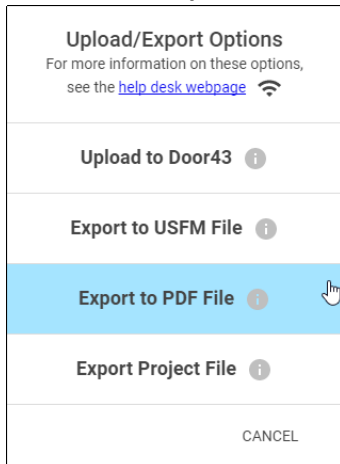 Upload/Export Options
For more information on these options,
see the help desk webpage
Upload to Door43
Export to USFM File
Export to PDF File
Export Project File
CANCEL